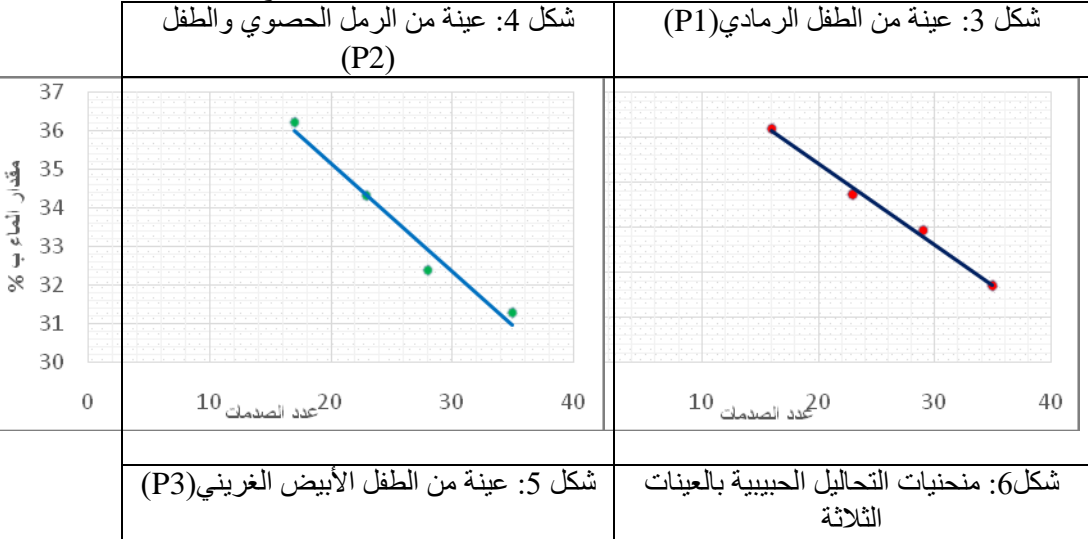 شكل 3: عينة من الطفل الرمادي(P1)
شكل 4: عينة من الرمل الحصوي والطفل
(P2)
37
36
35
34
33
32
31
30
مقدار الماء ب %
0 10 20 30 40
عدد الصدمات
10 20 30 40
عدد الصدمات
شكل6: منحنيات التحاليل الحبيبية بالعينات
الثلاثة
شكل 5: عينة من الطفل الأبيض الغريني(P3)